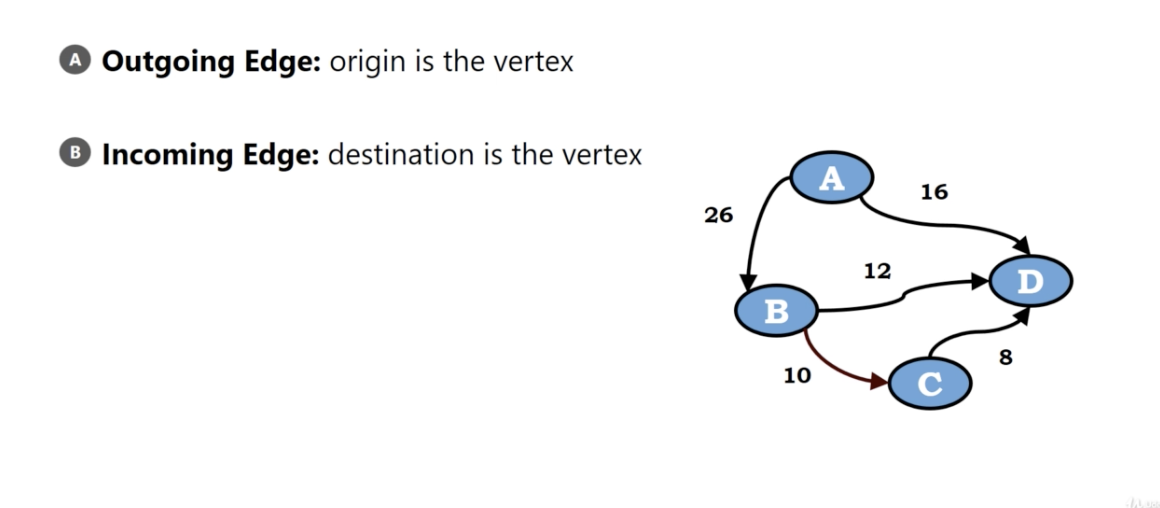 A Outgoing Edge: origin is the vertex
B Incoming Edge: destination is the vertex
A
16
26
12
D
B
10
8
C